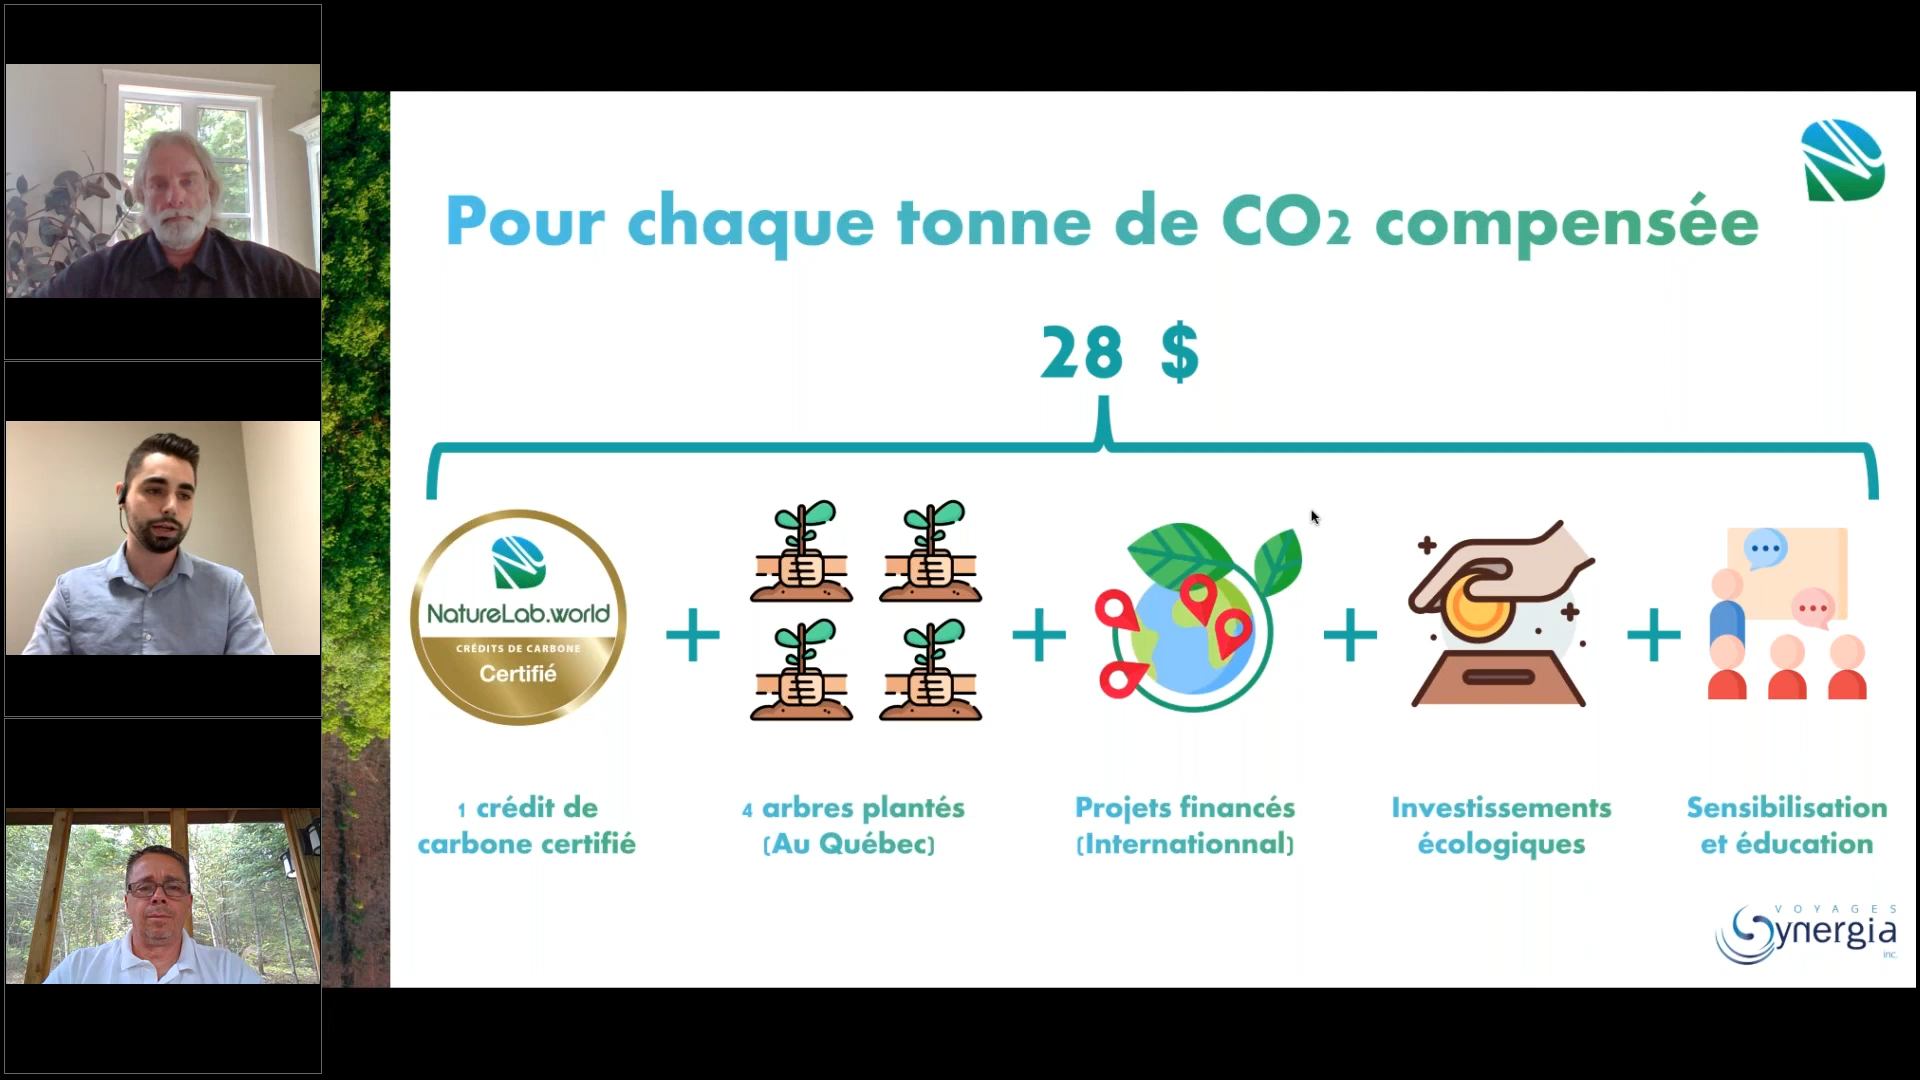 Pour chaque tonne de CO2 compensée
28 $
NatureLab.world
CRÉDITS DE CARBONE
Certifié
1 crédit de
carbone certifié
4 arbres plantés
(Au Québec)
Projets financés
(Internationnal)
Investissements
écologiques
Sensibilisation
et éducation
VOYAGES
Synergia
inc.